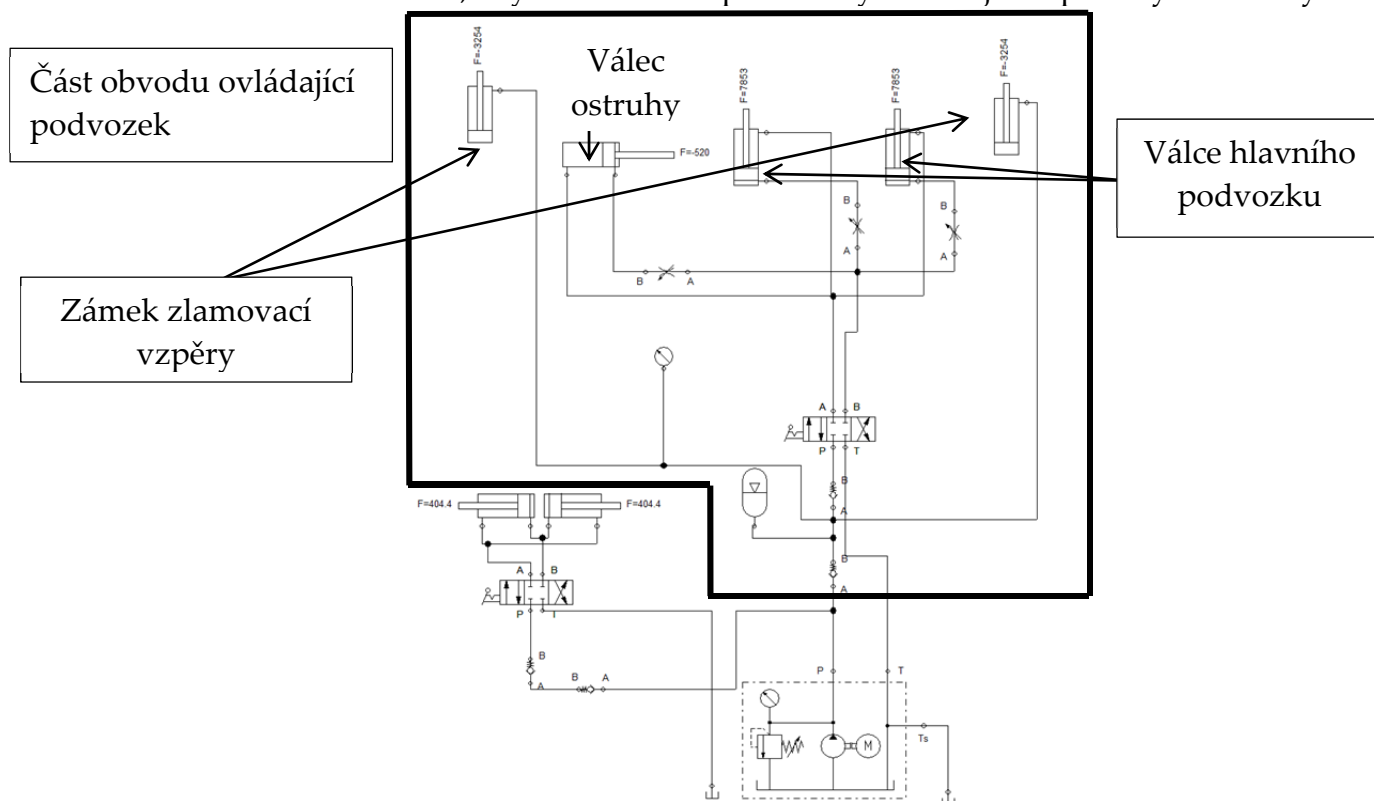 F=-3254
Část obvodu ovládající
podvozek
Válec
ostruhy
F=-520
F=7853
F=7853
F=-3254
Válce hlavního
podvozku
B
B
A
A
B
A
Zámek zlamovací
vzpěry
A
B
P
T
B
A
F=404.4
F=404.4
B
A
A
B
P
T
B
A
B
A
P
T
M
Ts